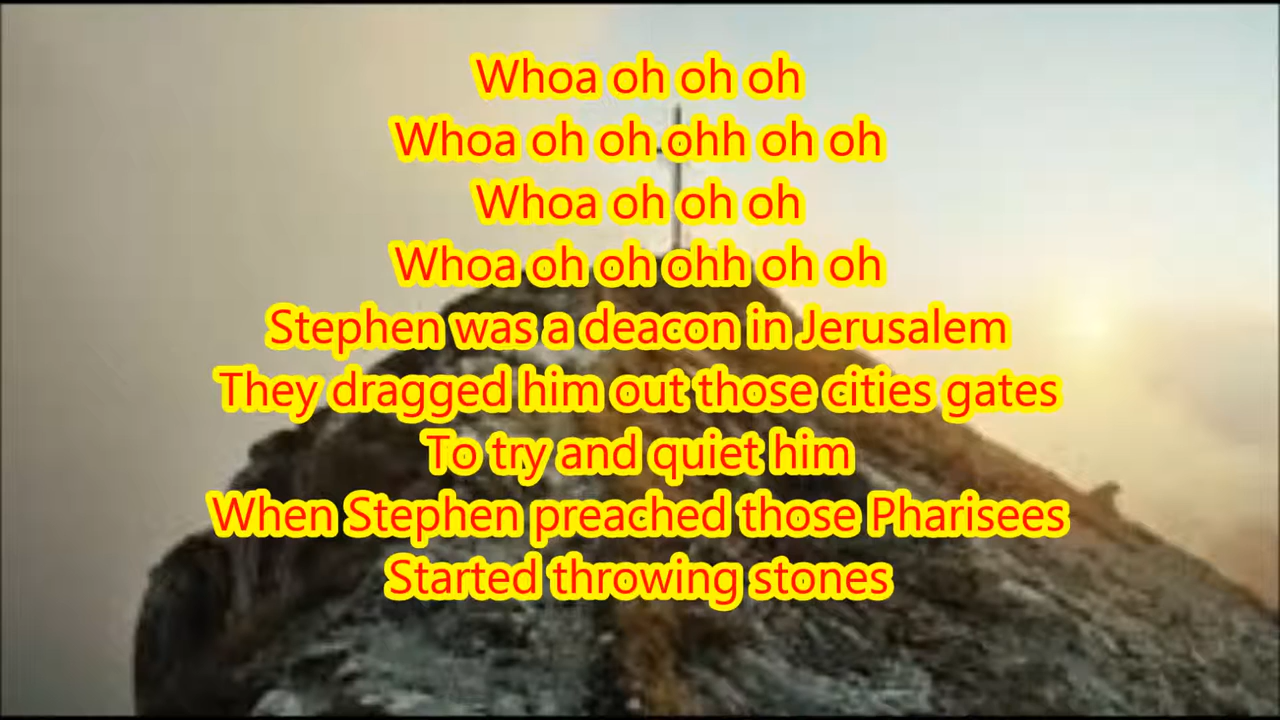 Whoa oh oh oh
Whoa oh oh ohh oh oh
Whoa oh oh oh
Whoa oh oh ohh oh oh
Stephen was a deacon in Jerusalem
They dragged him out those cities gates
To try and quiet him
When Stephen preached those Pharisees
Started throwing stones